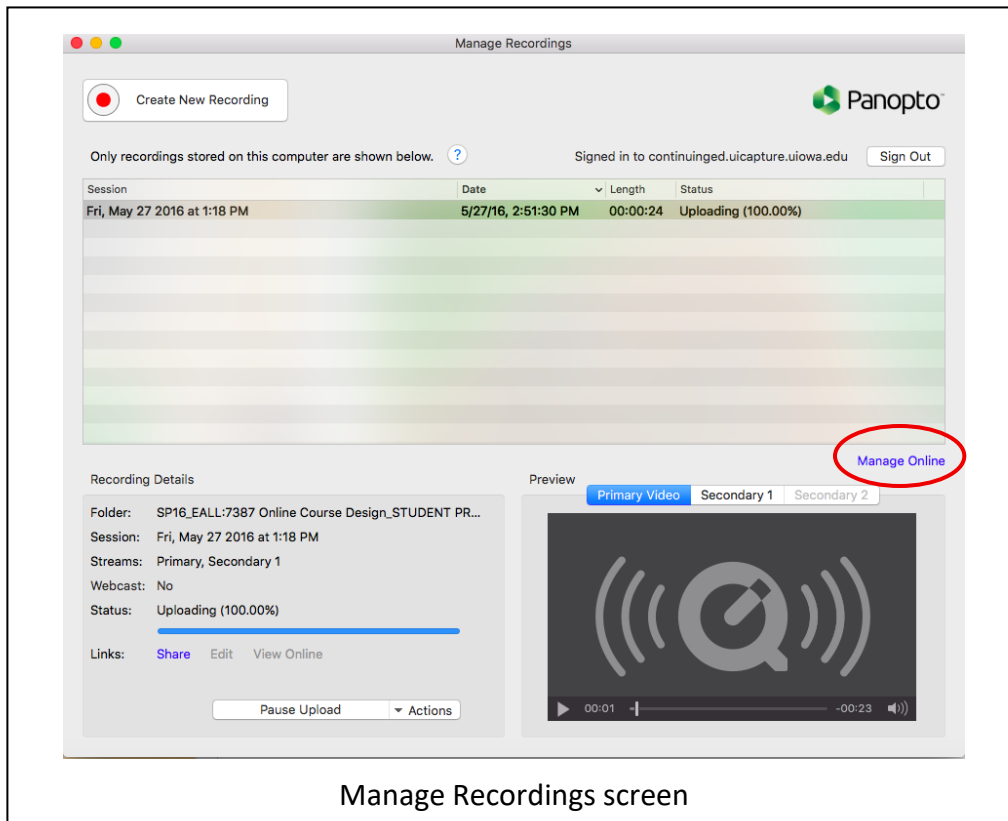 Manage Recordings
Create New Recording
Panopto™
Only recordings stored on this computer are shown below. ?
Signed in to continuinged.uicapture.uiowa.edu Sign Out
Session Date Length Status
Fri, May 27 2016 at 1:18 PM 5/27/16, 2:51:30 PM 00:00:24 Uploading (100.00%)
Manage Online
Recording Details
Folder: SP16_EALL:7387 Online Course Design_STUDENT PR...
Session: Fri, May 27 2016 at 1:18 PM
Streams: Primary, Secondary 1
Webcast: No
Status: Uploading (100.00%)
Links: Share Edit View Online
Pause Upload Actions
Preview
Primary Video Secondary 1 Secondary 2
00:01 -00:23
Manage Recordings screen